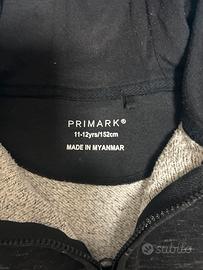 PRIMARK®
11-12yrs/152cm
MADE IN MYANMAR
subito